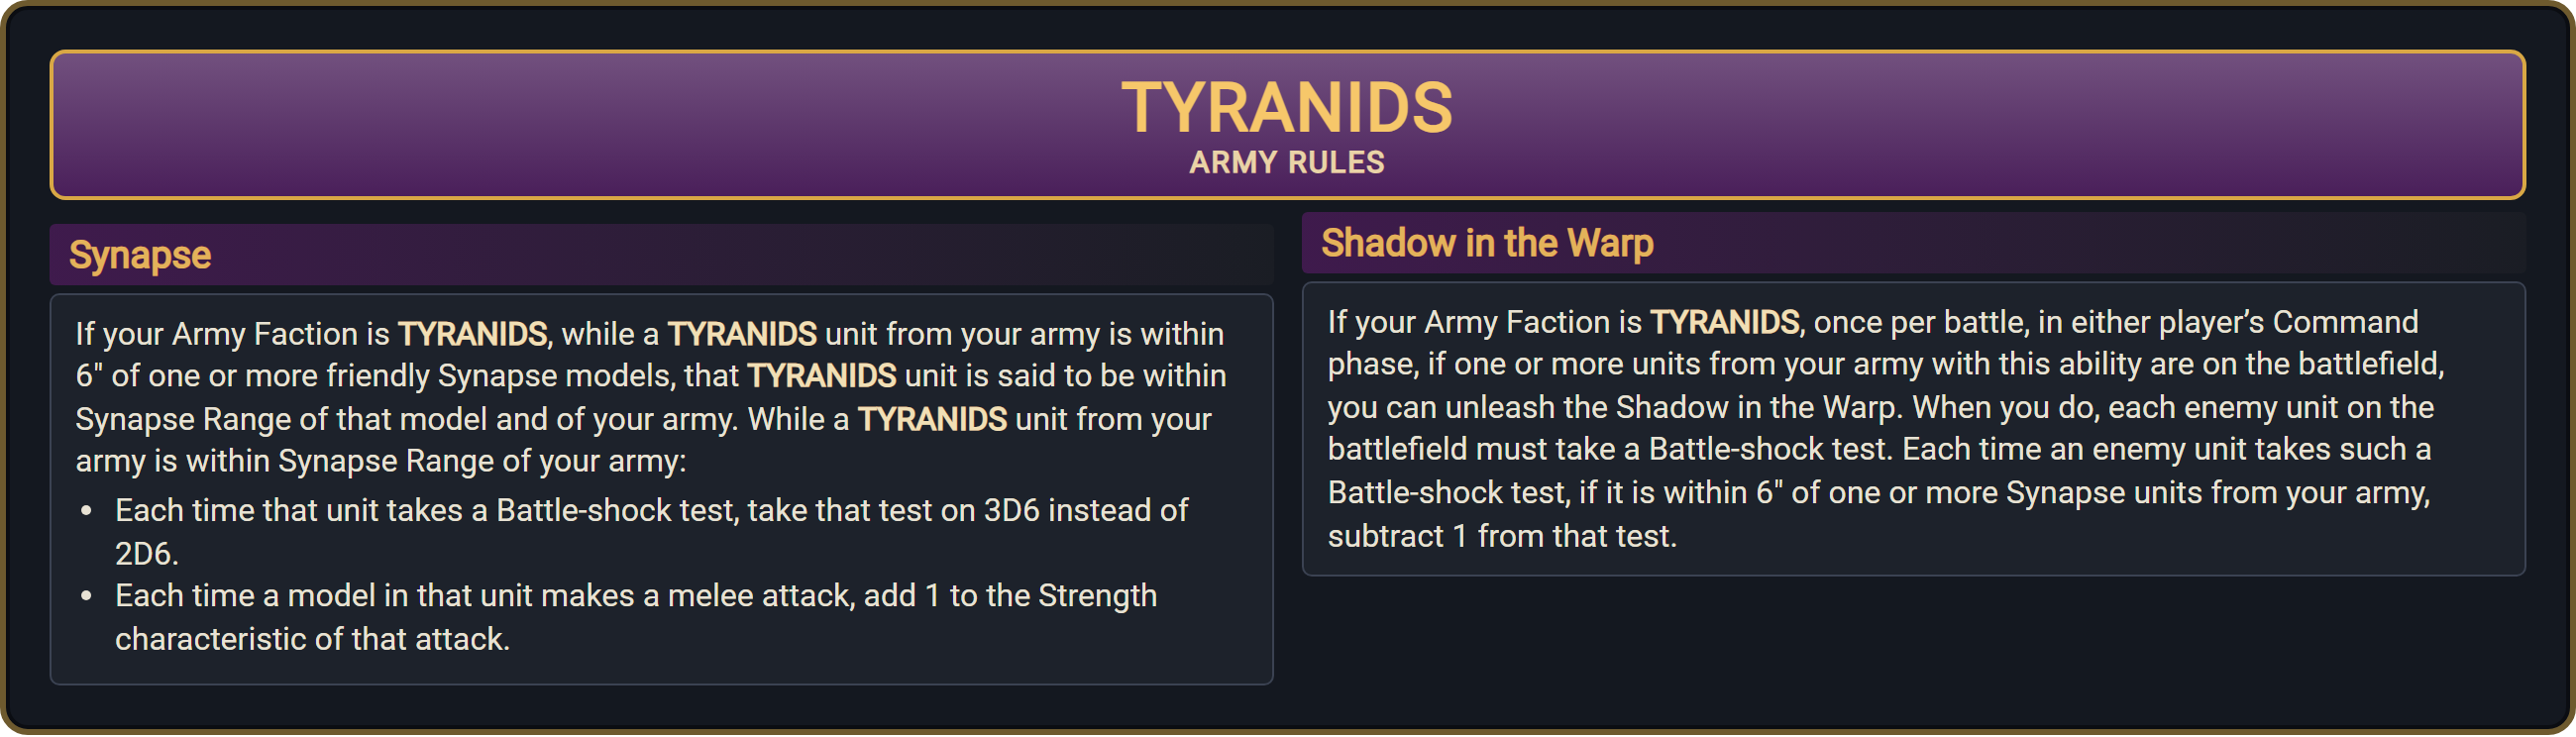 TYRANIDS
ARMY RULES
Synapse
If your Army Faction is TYRANIDS, while a TYRANIDS unit from your army is within
6" of one or more friendly Synapse models, that TYRANIDS unit is said to be within
Synapse Range of that model and of your army. While a TYRANIDS unit from your
army is within Synapse Range of your army:
• Each time that unit takes a Battle-shock test, take that test on 3D6 instead of
2D6.
• Each time a model in that unit makes a melee attack, add 1 to the Strength
characteristic of that attack.
Shadow in the Warp
If your Army Faction is TYRANIDS, once per battle, in either player’s Command
phase, if one or more units from your army with this ability are on the battlefield,
you can unleash the Shadow in the Warp. When you do, each enemy unit on the
battlefield must take a Battle-shock test. Each time an enemy unit takes such a
Battle-shock test, if it is within 6" of one or more Synapse units from your army,
subtract 1 from that test.